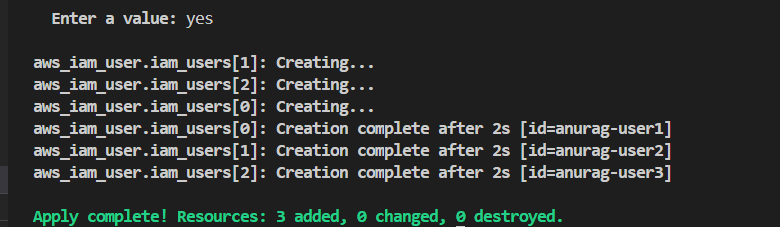 Enter a value: yes
aws_iam_user.iam_users[1]: Creating...
aws_iam_user.iam_users[2]: Creating...
aws_iam_user.iam_users[0]: Creating...
aws_iam_user.iam_users[0]: Creation complete after 2s [id=anurag-user1]
aws_iam_user.iam_users[1]: Creation complete after 2s [id=anurag-user2]
aws_iam_user.iam_users[2]: Creation complete after 2s [id=anurag-user3]
Apply complete! Resources: 3 added, 0 changed, 0 destroyed.